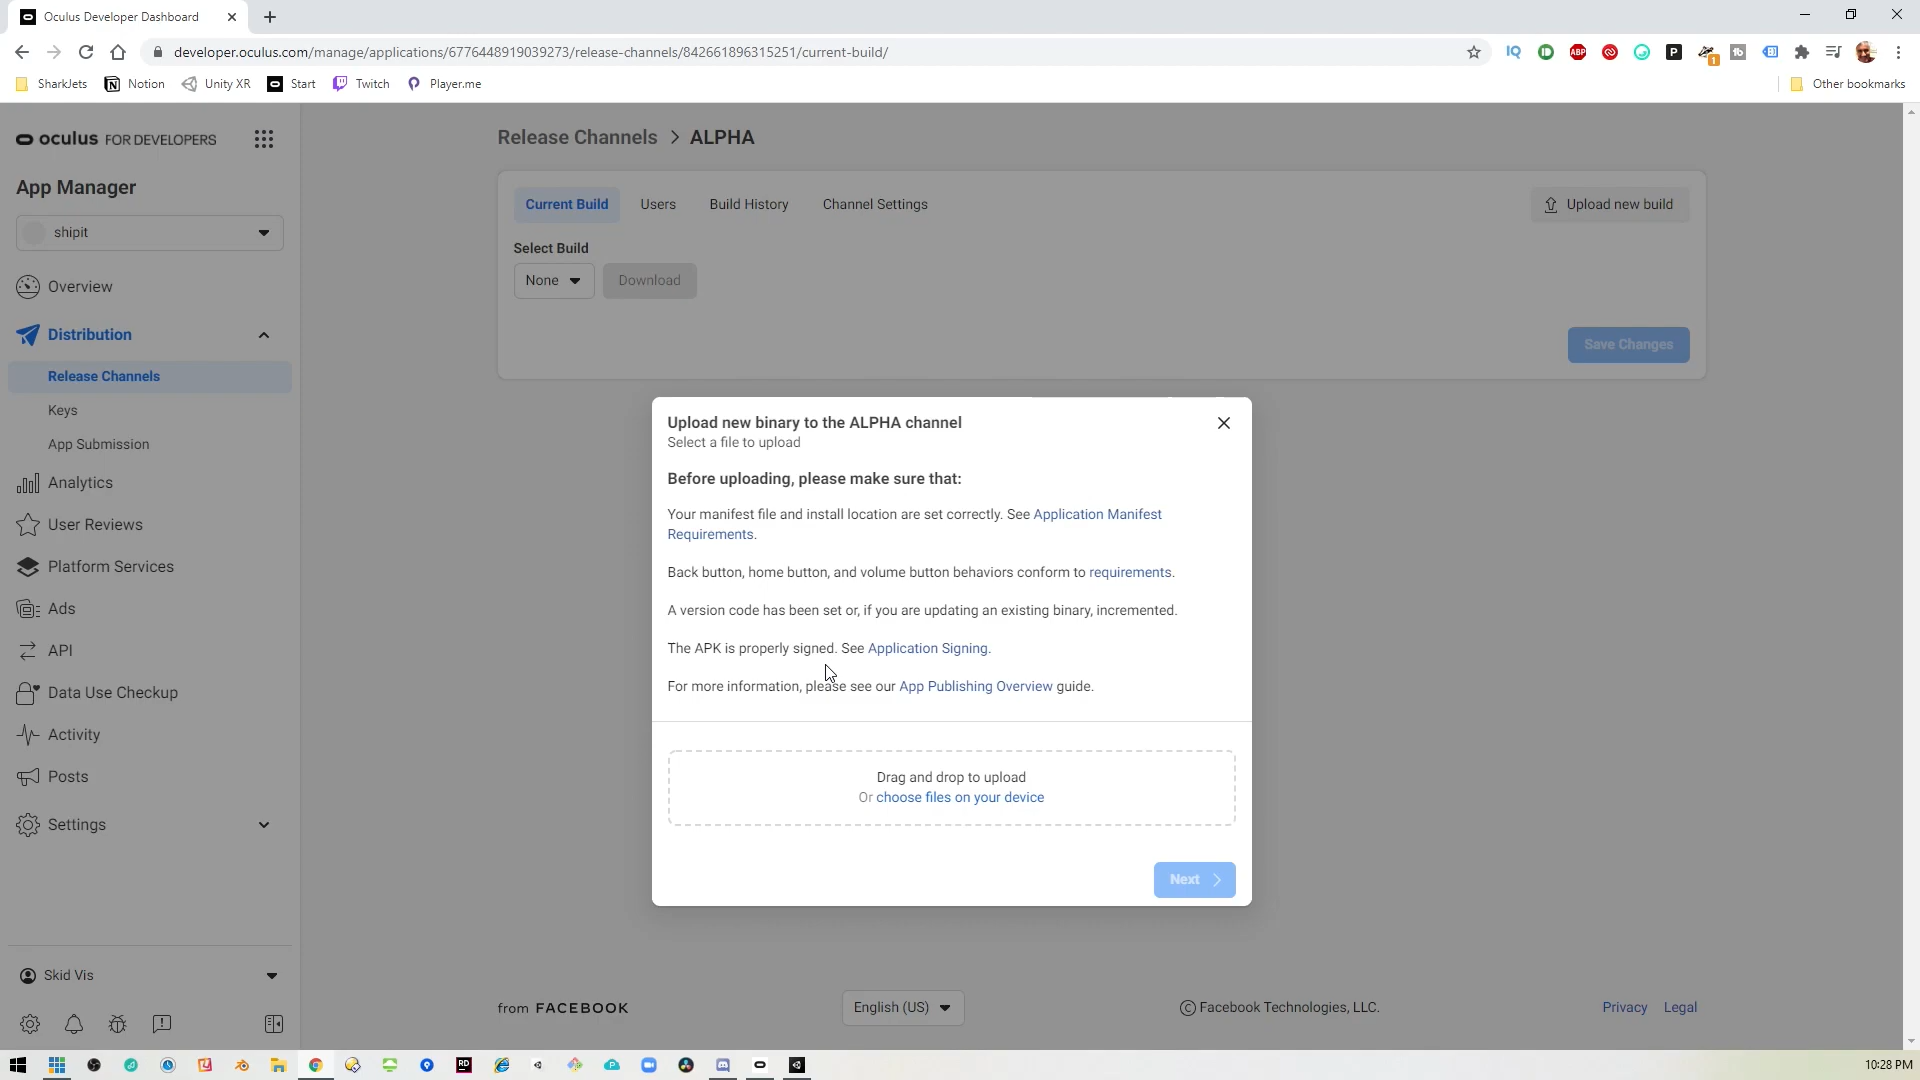 Oculus Developer Dashboard
developer.oculus.com/manage/applications/6776448919039273/release-channels/842661896315251/current-build/
SharkJets
Notion
Unity XR
Start
Twitch
Player.me
Other bookmarks
oculus FOR DEVELOPERS
App Manager
shipit
Overview
Distribution
Release Channels
Keys
App Submission
Analytics
User Reviews
Platform Services
Ads
API
Data Use Checkup
Activity
Posts
Settings
Skid Vis
Release Channels > ALPHA
Current Build
Users
Build History
Channel Settings
Upload new build
Select Build
None
Download
Save Changes
Upload new binary to the ALPHA channel
Select a file to upload
Before uploading, please make sure that:
Your manifest file and install location are set correctly. See Application Manifest
Requirements.
Back button, home button, and volume button behaviors conform to requirements.
A version code has been set or, if you are updating an existing binary, incremented.
The APK is properly signed. See Application Signing.
For more information, please see our App Publishing Overview guide.
Drag and drop to upload
Or choose files on your device
Next
from FACEBOOK
English (US)
© Facebook Technologies, LLC.
Privacy
Legal
IQ
ABP
P
1
RD
10:28 PM